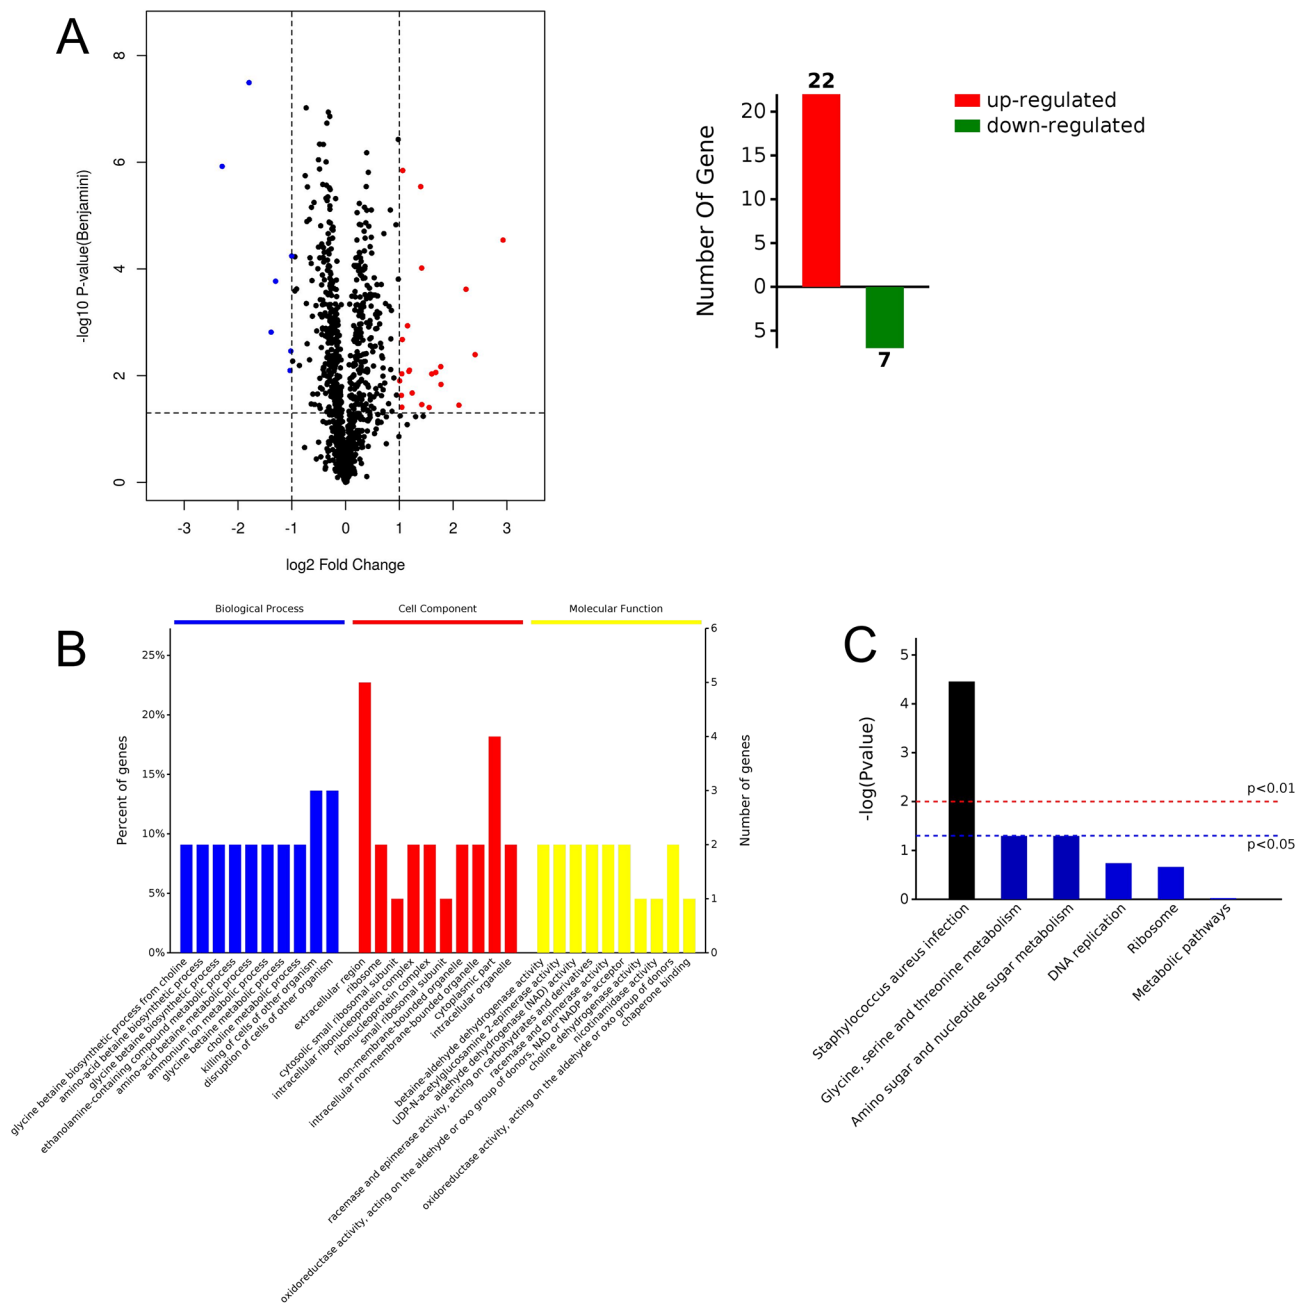 A
8
6
4
2
0
-log10 P-value(Benjamini)
-3
-2
-1
0
1
2
3
log2 Fold Change
22
20
15
10
5
0
5
7
Number Of Gene
up-regulated
down-regulated
B
Biological Process
Cell Component
Molecular Function
25%
20%
15%
10%
5%
0%
Percent of genes
6
5
4
3
2
1
0
Number of genes
glycine betaine biosynthetic process from choline
amino-acid betaine biosynthetic process
glycine betaine biosynthetic process
ethanolamine-containing compound metabolic process
amino-acid betaine metabolic process
ammonium ion metabolic process
glycine betaine metabolic process
choline metabolic process
killing of cells of other organism
disruption of cells of other organism
extracellular region
ribosome
cytosolic small ribosomal subunit
intracellular ribonucleoprotein complex
ribonucleoprotein complex
small ribosomal subunit
non-membrane-bounded organelle
intracellular non-membrane-bounded organelle
cytoplasmic part
intracellular organelle
betaine-aldehyde dehydrogenase activity
UDP-N-acetylglucosamine 2-epimerase activity
aldehyde dehydrogenase (NAD) activity
racemase and epimerase activity, acting on carbohydrates and derivatives
racemase and epimerase activity
oxidoreductase activity, acting on the aldehyde or oxo group of donors, NAD or NADP as acceptor
choline dehydrogenase activity
nicotinamidase activity
oxidoreductase activity, acting on the aldehyde or oxo group of donors
chaperone binding
C
5
4
3
2
1
0
-log(Pvalue)
p<0.01
p<0.05
Staphylococcus aureus infection
Glycine, serine and threonine metabolism
Amino sugar and nucleotide sugar metabolism
DNA replication
Ribosome
Metabolic pathways